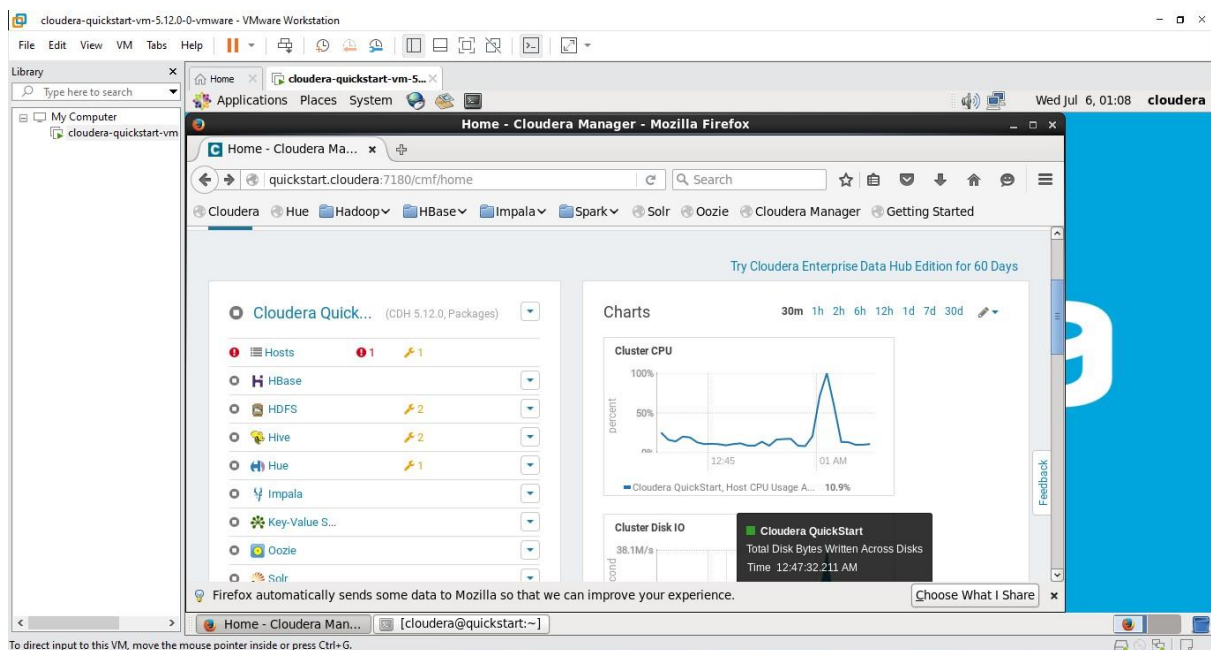 cloudera-quickstart-vm-5.12.0-0-vmware - VMware Workstation
File Edit View VM Tabs Help
Library
Type here to search
My Computer
cloudera-quickstart-vm
Home cloudera-quickstart-vm-5...
Applications Places System Wed Jul 6, 01:08 cloudera
Home - Cloudera Manager - Mozilla Firefox
Home - Cloudera Ma...
quickstart.cloudera:7180/cmf/home Search
Cloudera Hue Hadoop HBase Impala Spark Solr Oozie Cloudera Manager Getting Started
Try Cloudera Enterprise Data Hub Edition for 60 Days
Cloudera Quick... (CDH 5.12.0, Packages)
Hosts 1 1
HBase
HDFS 2
Hive 2
Hue 1
Impala
Key-Value S...
Oozie
Solr
Charts 30m 1h 2h 6h 12h 1d 7d 30d
Cluster CPU
percent
100%
50%
0%
12:45 01 AM
Cloudera QuickStart, Host CPU Usage A... 10.9%
Cluster Disk IO
38.1M/s
Cloudera QuickStart
Total Disk Bytes Written Across Disks
Time 12:47:32.211 AM
Feedback
Firefox automatically sends some data to Mozilla so that we can improve your experience. Choose What I Share
Home - Cloudera Man... [cloudera@quickstart:~]
To direct input to this VM, move the mouse pointer inside or press Ctrl+G.